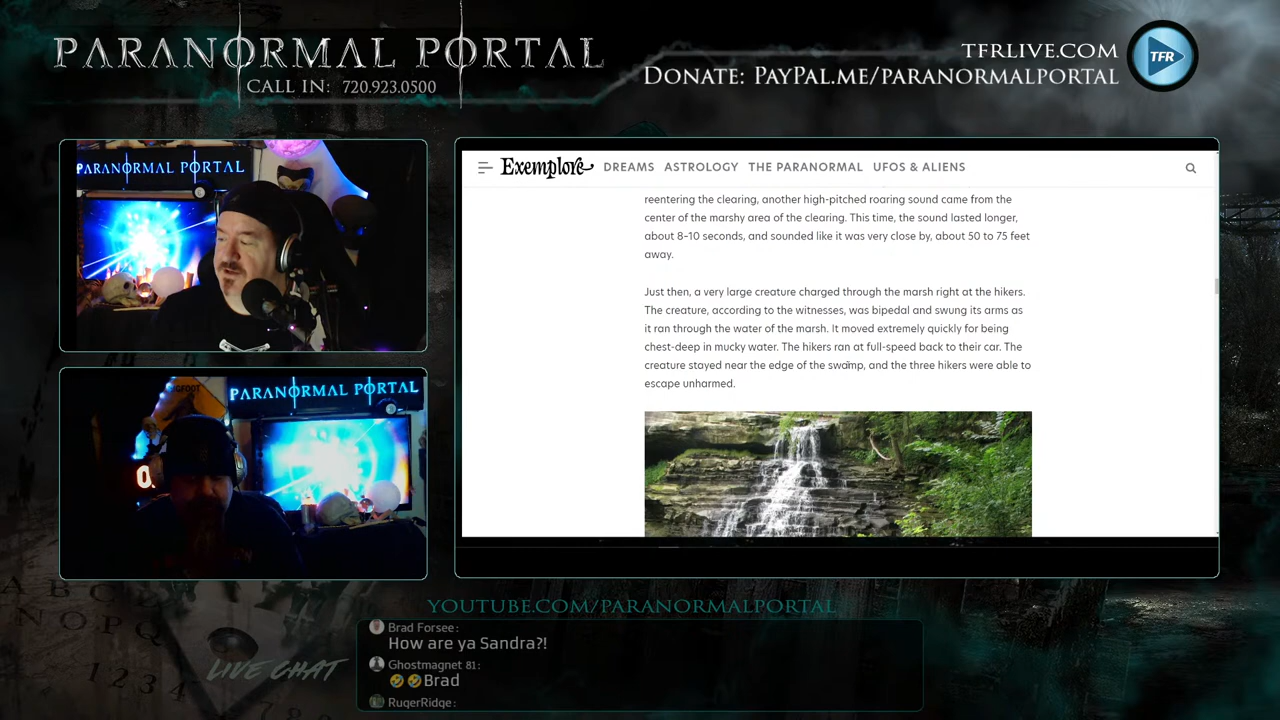 PARANORMAL PORTAL
CALL IN: 720.923.0500
TFRLIVE.COM
DONATE: PAYPAL.ME/PARANORMALPORTAL
TFR
PARANORMAL PORTAL
Exemplore
DREAMS ASTROLOGY THE PARANORMAL UFOS & ALIENS
reentering the clearing, another high-pitched roaring sound came from the
center of the marshy area of the clearing. This time, the sound lasted longer,
about 8–10 seconds, and sounded like it was very close by, about 50 to 75 feet
away.
Just then, a very large creature charged through the marsh right at the hikers.
The creature, according to the witnesses, was bipedal and swung its arms as
it ran through the water of the marsh. It moved extremely quickly for being
chest-deep in mucky water. The hikers ran at full-speed back to their car. The
creature stayed near the edge of the swamp, and the three hikers were able to
escape unharmed.
BIGFOOT
PARANORMAL PORTAL
YOUTUBE.COM/PARANORMALPORTAL
LIVE CHAT
Brad Forsee:
How are ya Sandra?!
Ghostmagnet 81:
🤣🤣Brad
RugerRidge:
A B C D
N O P Q
1 2 3 4